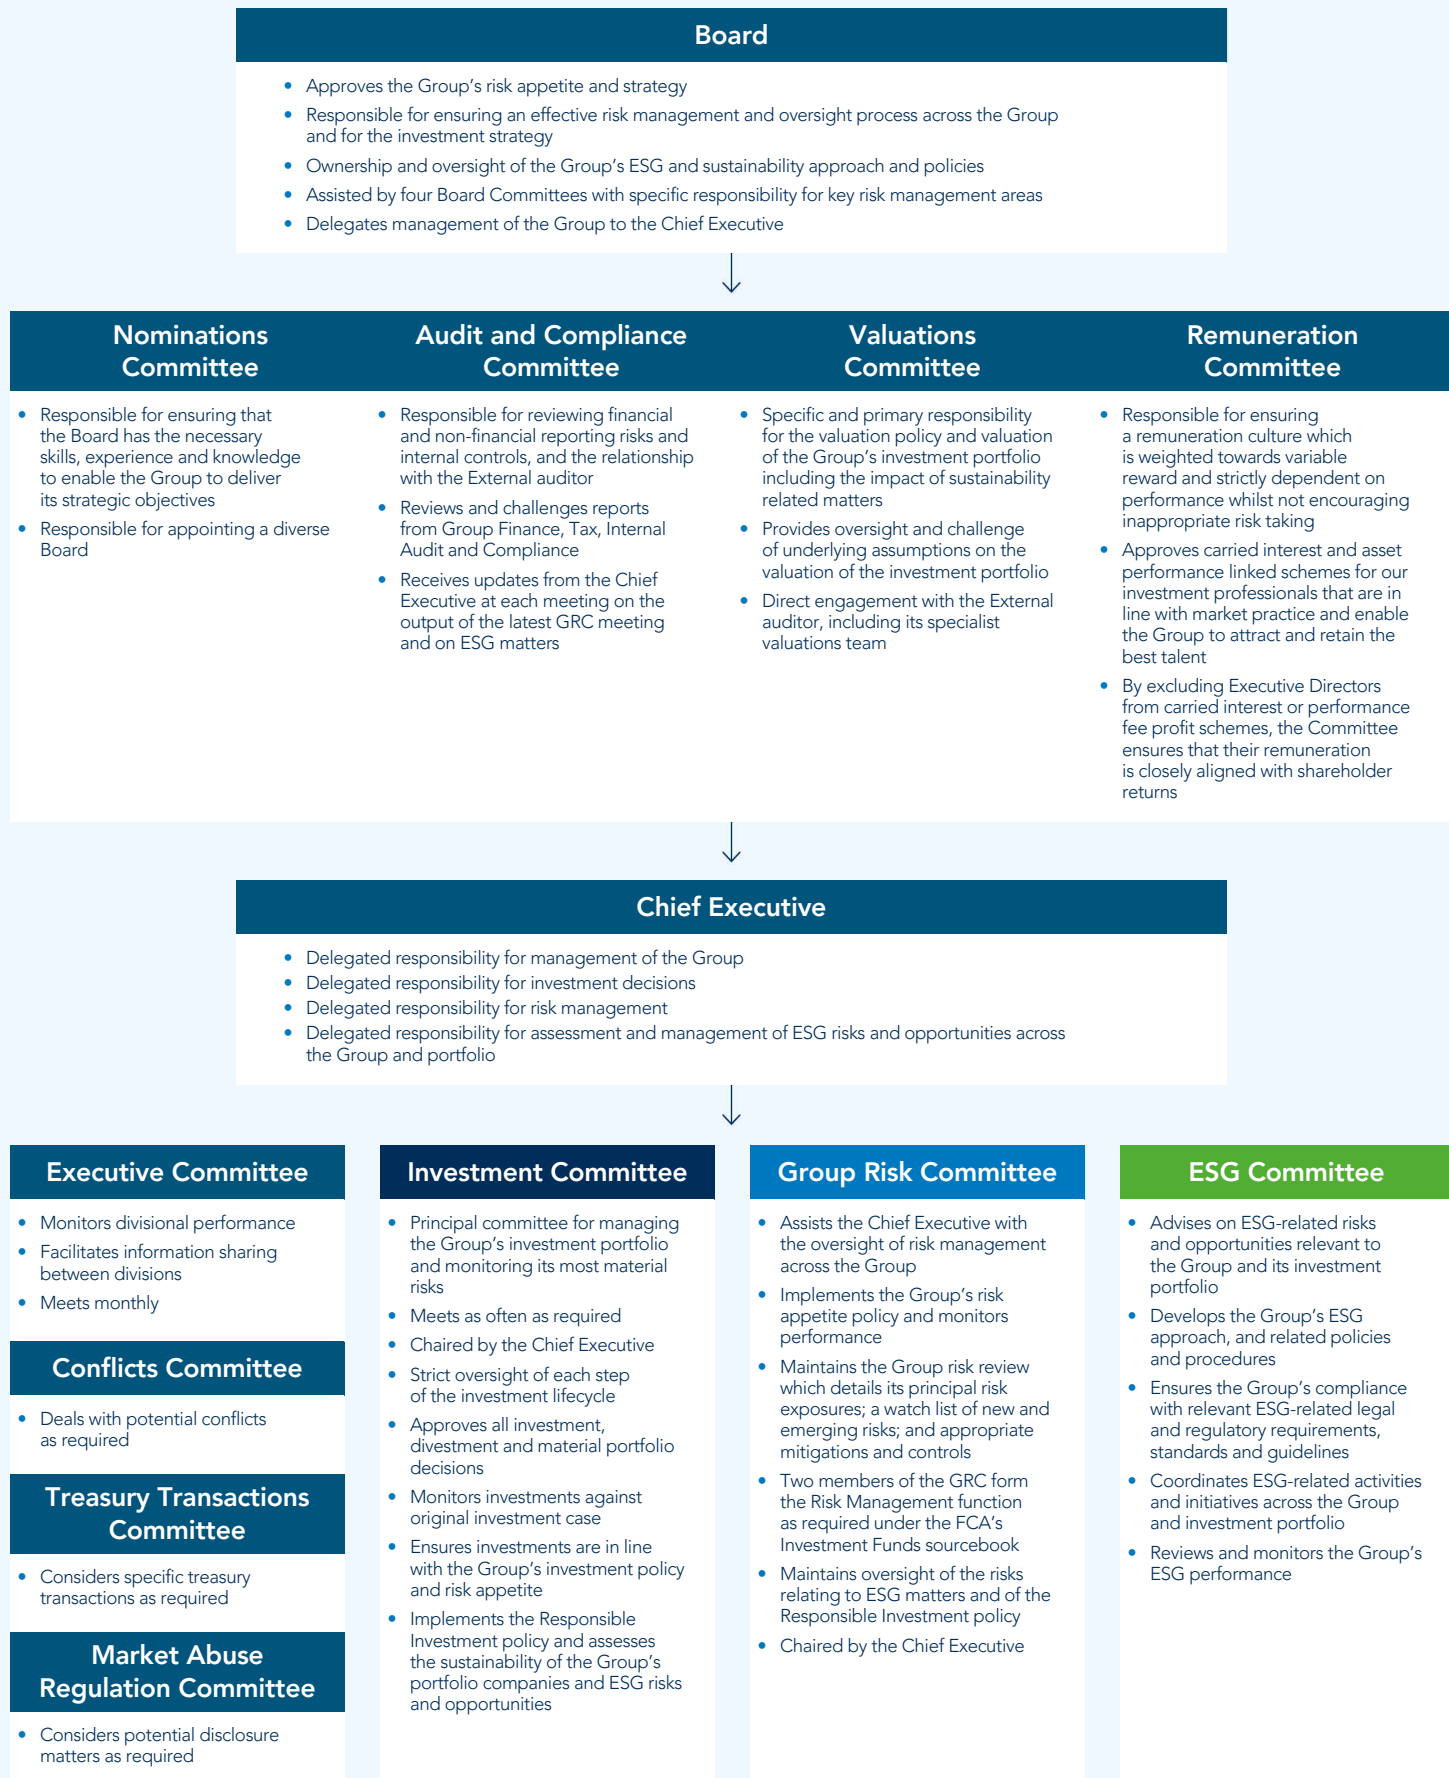 Board
• Approves the Group's risk appetite and strategy
• Responsible for ensuring an effective risk management and oversight process across the Group
and for the investment strategy
• Ownership and oversight of the Group's ESG and sustainability approach and policies
• Assisted by four Board Committees with specific responsibility for key risk management areas
• Delegates management of the Group to the Chief Executive
Nominations
Committee
• Responsible for ensuring that
the Board has the necessary
skills, experience and knowledge
to enable the Group to deliver
its strategic objectives
• Responsible for appointing a diverse
Board
Audit and Compliance
Committee
• Responsible for reviewing financial
and non-financial reporting risks and
internal controls, and the relationship
with the External auditor
• Reviews and challenges reports
from Group Finance, Tax, Internal
Audit and Compliance
• Receives updates from the Chief
Executive at each meeting on the
output of the latest GRC meeting
and on ESG matters
Valuations
Committee
• Specific and primary responsibility
for the valuation policy and valuation
of the Group's investment portfolio
including the impact of sustainability
related matters
• Provides oversight and challenge
of underlying assumptions on the
valuation of the investment portfolio
• Direct engagement with the External
auditor, including its specialist
valuations team
Remuneration
Committee
• Responsible for ensuring
a remuneration culture which
is weighted towards variable
reward and strictly dependent on
performance whilst not encouraging
inappropriate risk taking
• Approves carried interest and asset
performance linked schemes for our
investment professionals that are in
line with market practice and enable
the Group to attract and retain the
best talent
• By excluding Executive Directors
from carried interest or performance
fee profit schemes, the Committee
ensures that their remuneration
is closely aligned with shareholder
returns
Chief Executive
• Delegated responsibility for management of the Group
• Delegated responsibility for investment decisions
• Delegated responsibility for risk management
• Delegated responsibility for assessment and management of ESG risks and opportunities across
the Group and portfolio
Executive Committee
• Monitors divisional performance
• Facilitates information sharing
between divisions
• Meets monthly
Conflicts Committee
• Deals with potential conflicts
as required
Treasury Transactions
Committee
• Considers specific treasury
transactions as required
Market Abuse
Regulation Committee
• Considers potential disclosure
matters as required
Investment Committee
• Principal committee for managing
the Group's investment portfolio
and monitoring its most material
risks
• Meets as often as required
• Chaired by the Chief Executive
• Strict oversight of each step
of the investment lifecycle
• Approves all investment,
divestment and material portfolio
decisions
• Monitors investments against
original investment case
• Ensures investments are in line
with the Group's investment policy
and risk appetite
• Implements the Responsible
Investment policy and assesses
the sustainability of the Group's
portfolio companies and ESG risks
and opportunities
Group Risk Committee
• Assists the Chief Executive with
the oversight of risk management
across the Group
• Implements the Group's risk
appetite policy and monitors
performance
• Maintains the Group risk review
which details its principal risk
exposures; a watch list of new and
emerging risks; and appropriate
mitigations and controls
• Two members of the GRC form
the Risk Management function
as required under the FCA's
Investment Funds sourcebook
• Maintains oversight of the risks
relating to ESG matters and of the
Responsible Investment policy
• Chaired by the Chief Executive
ESG Committee
• Advises on ESG-related risks
and opportunities relevant to
the Group and its investment
portfolio
• Develops the Group's ESG
approach, and related policies
and procedures
• Ensures the Group's compliance
with relevant ESG-related legal
and regulatory requirements,
standards and guidelines
• Coordinates ESG-related activities
and initiatives across the Group
and investment portfolio
• Reviews and monitors the Group's
ESG performance